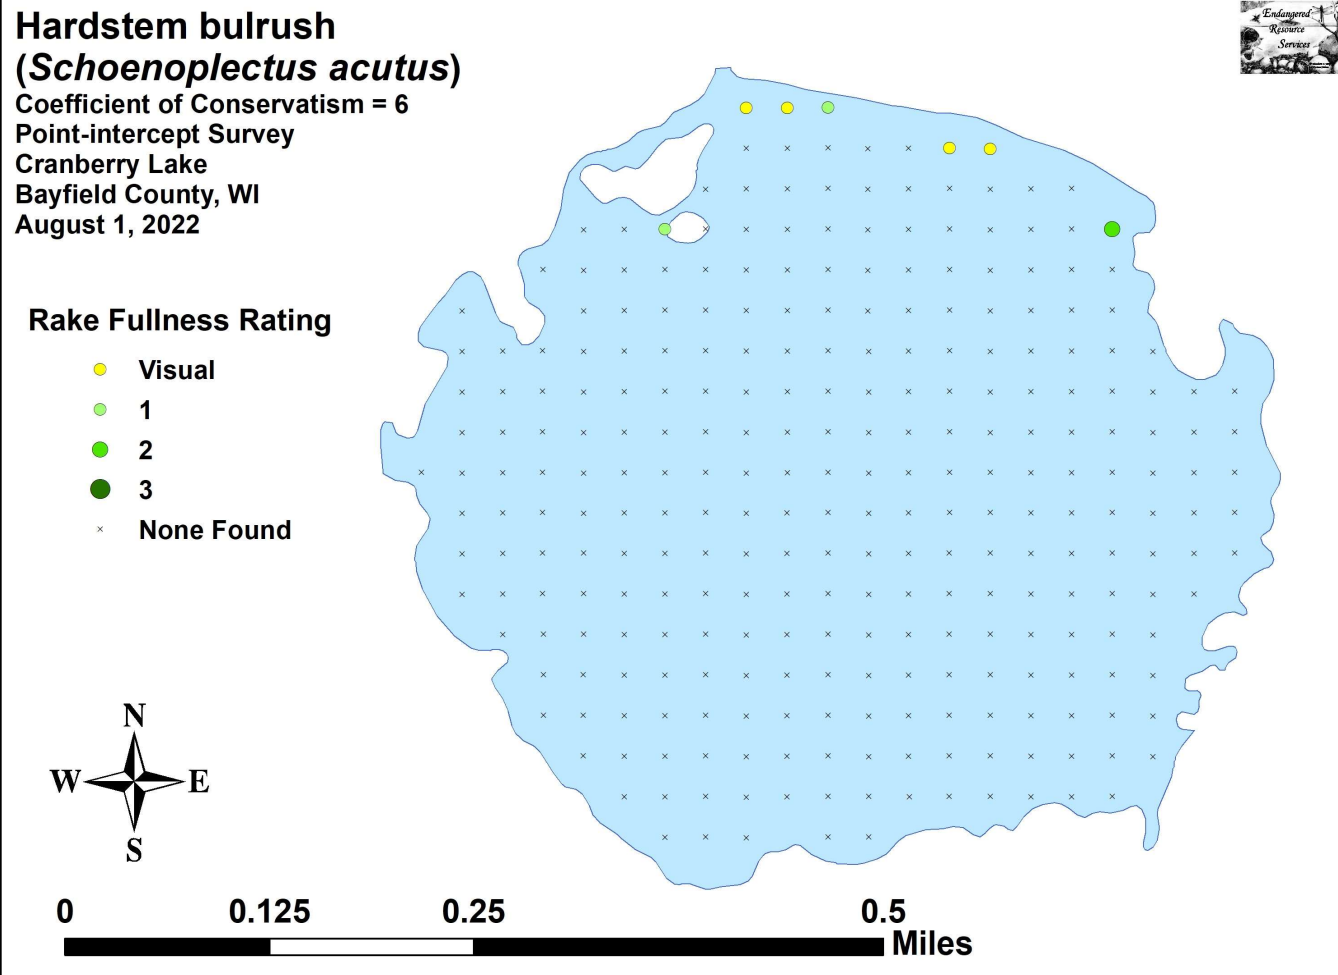 Hardstem bulrush
(Schoenoplectus acutus)
Coefficient of Conservatism = 6
Point-intercept Survey
Cranberry Lake
Bayfield County, WI
August 1, 2022
Endangered
Resource
Services
Rake Fullness Rating
Visual
1
2
3
None Found
N
W E
S
0 0.125 0.25 0.5
Miles